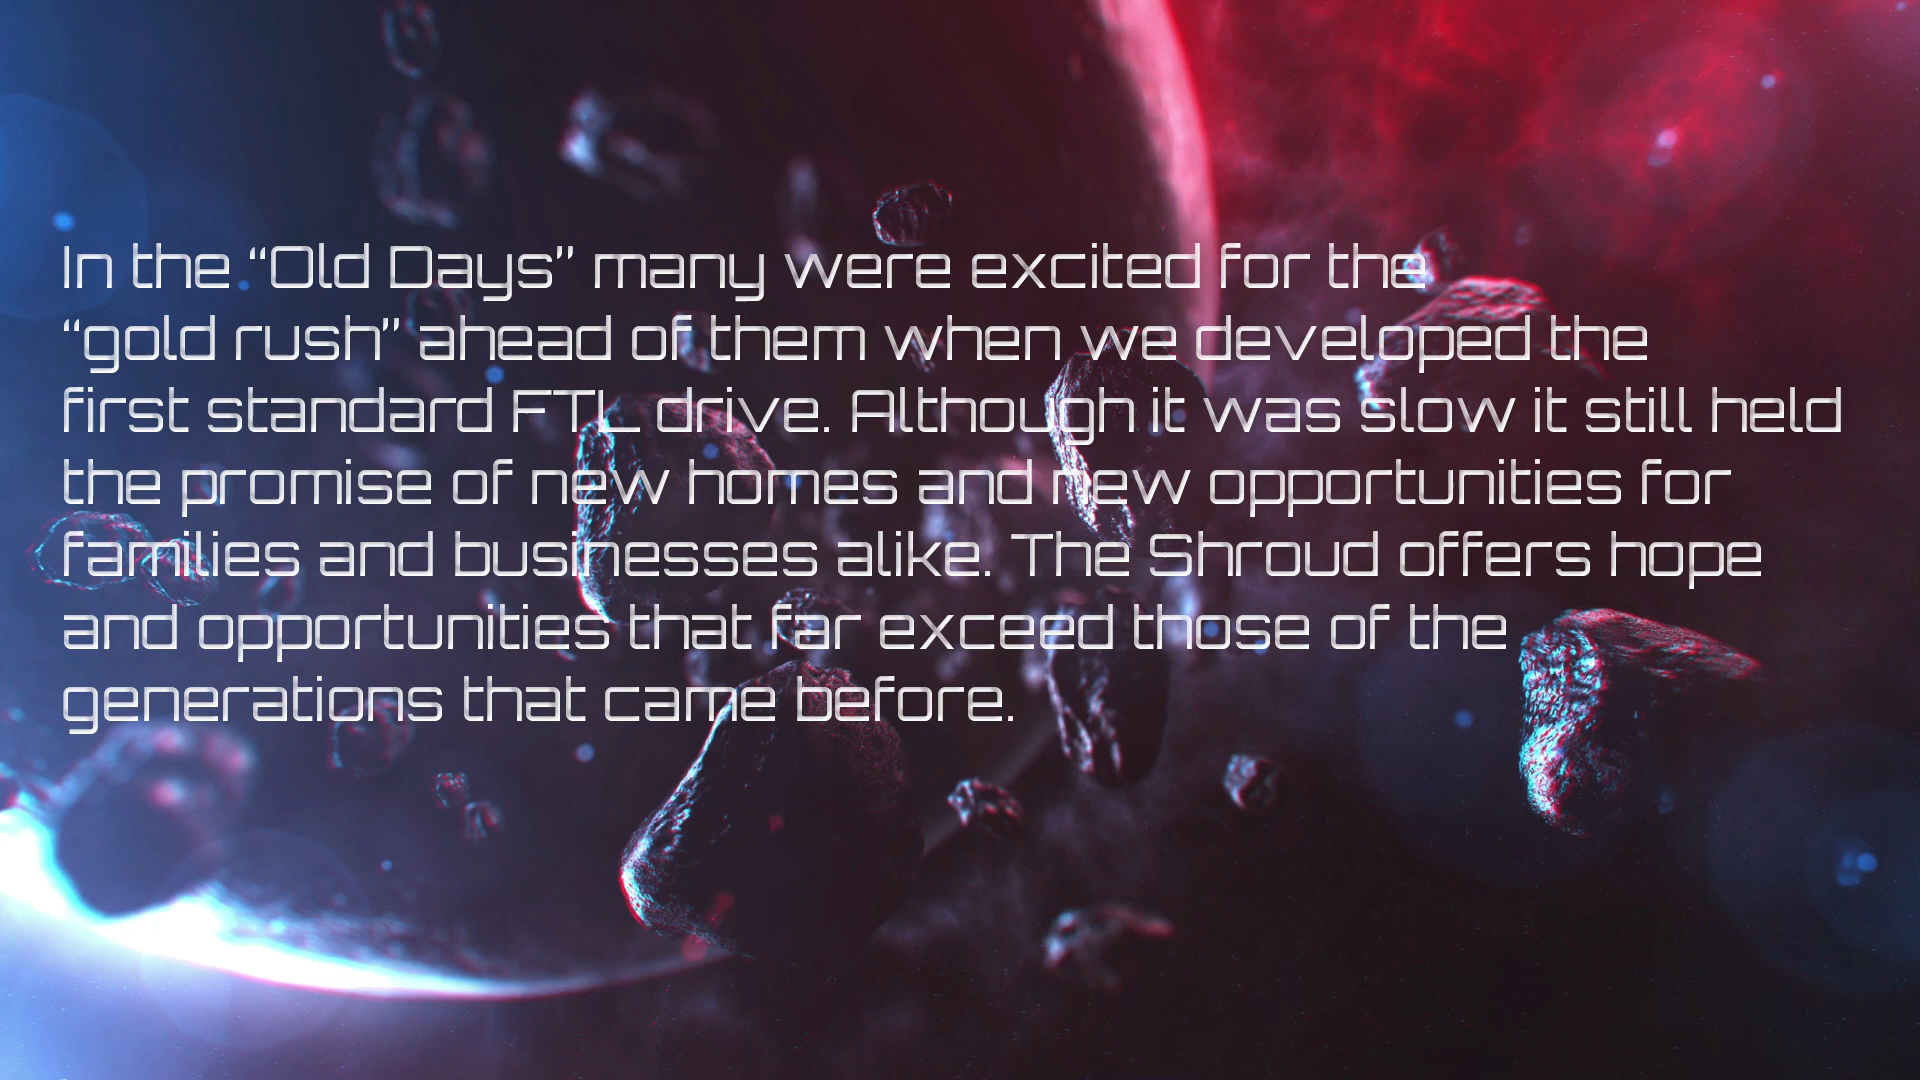 In the “Old Days” many were excited for the
“gold rush” ahead of them when we developed the
first standard FTL drive. Although it was slow it still held
the promise of new homes and new opportunities for
families and businesses alike. The Shroud offers hope
and opportunities that far exceed those of the
generations that came before.